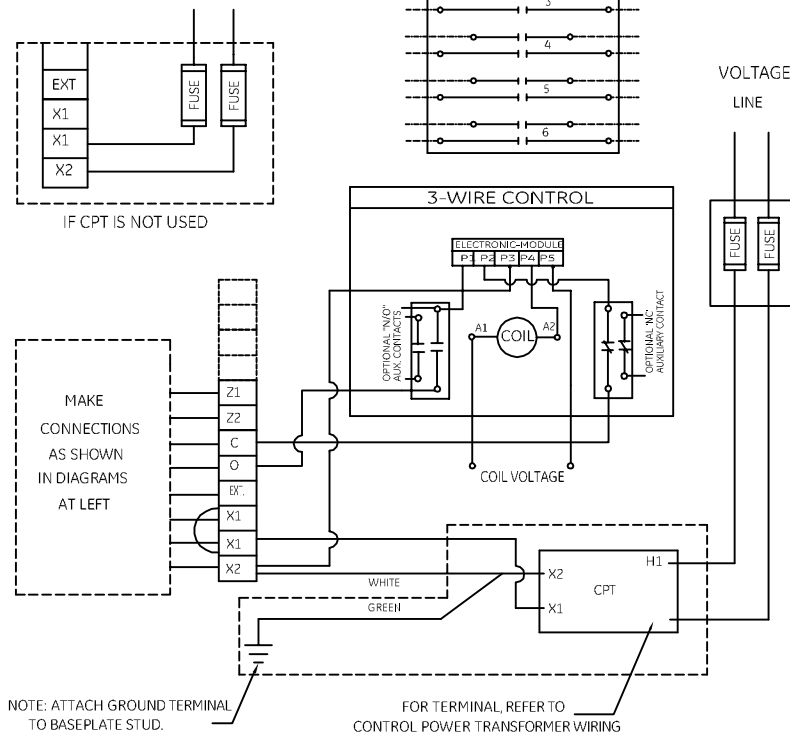 3
4
5
6
EXT
X1
X1
X2
FUSE
FUSE
IF CPT IS NOT USED
VOLTAGE
LINE
FUSE
FUSE
3-WIRE CONTROL
ELECTRONIC-MODULE
P1 P2 P3 P4 P5
OPTIONAL "N/O"
AUX. CONTACTS
A1
COIL
A2
OPTIONAL "NC"
AUXILIARY CONTACT
COIL VOLTAGE
MAKE
CONNECTIONS
AS SHOWN
IN DIAGRAMS
AT LEFT
Z1
Z2
C
O
EXT.
X1
X1
X2
WHITE
GREEN
X2
X1
CPT
H1
NOTE: ATTACH GROUND TERMINAL
TO BASEPLATE STUD.
FOR TERMINAL, REFER TO
CONTROL POWER TRANSFORMER WIRING